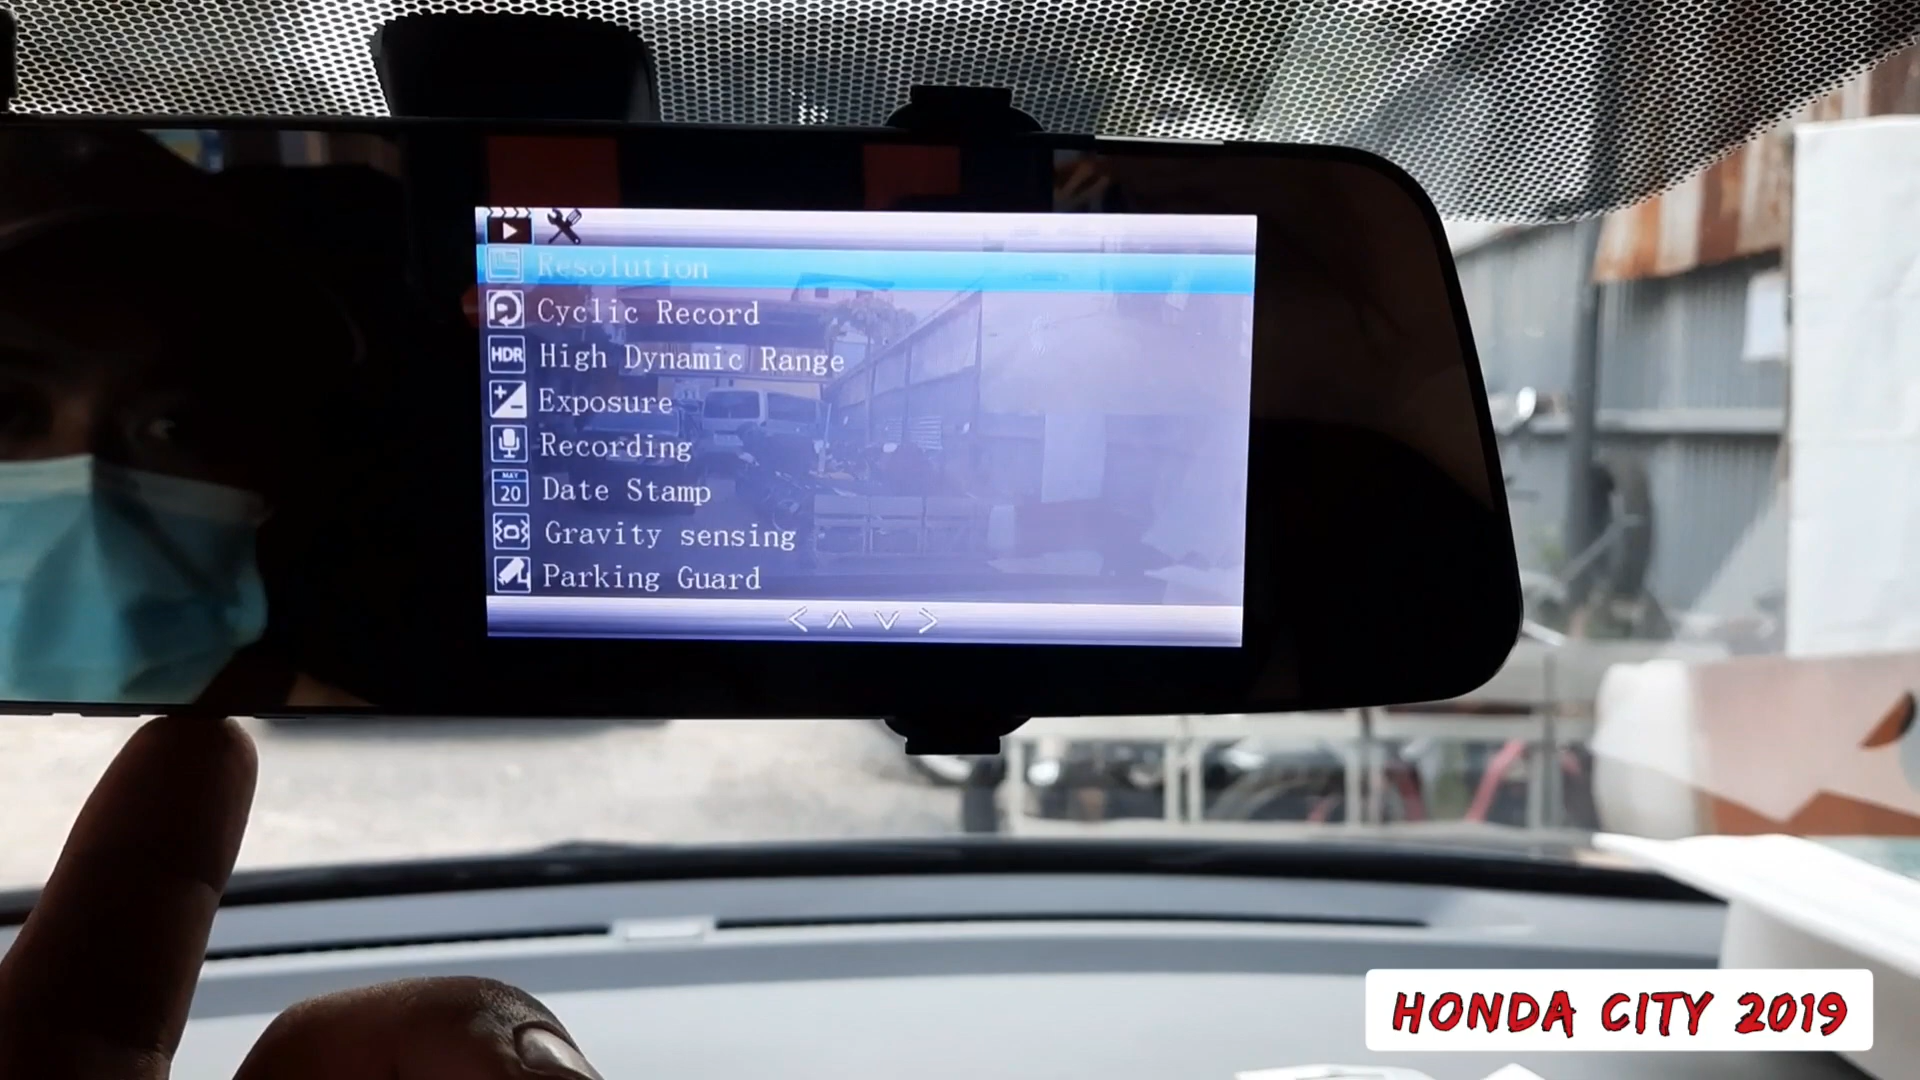 Resolution
Cyclic Record
HDR High Dynamic Range
Exposure
Recording
MAY 20 Date Stamp
Gravity sensing
Parking Guard
HONDA CITY 2019